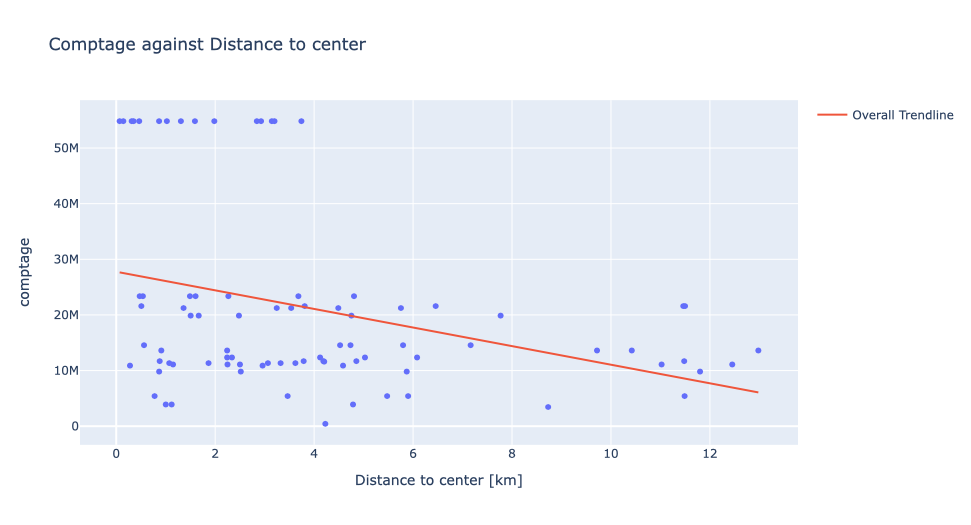 Comptage against Distance to center
Overall Trendline
50M
40M
30M
20M
10M
0
comptage
0 2 4 6 8 10 12
Distance to center [km]